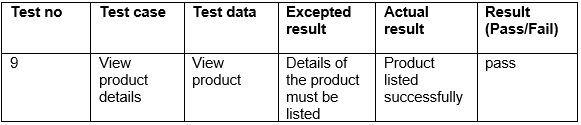 Test no Test case Test data Excepted Actual Result
result result (Pass/Fail)
9 View View Details of Product pass
product product the product listed
details must be successfully
listed